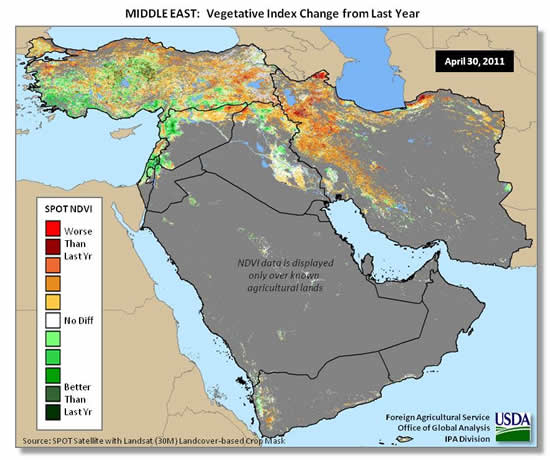 MIDDLE EAST: Vegetative Index Change from Last Year
April 30, 2011
SPOT NDVI
Worse
Than
Last Yr
No Diff
Better
Than
Last Yr
NDVI data is displayed
only over known
agricultural lands
Foreign Agricultural Service
Office of Global Analysis
IPA Division
USDA
Source: SPOT Satellite with Landsat (30M) Landcover-based Crop Mask